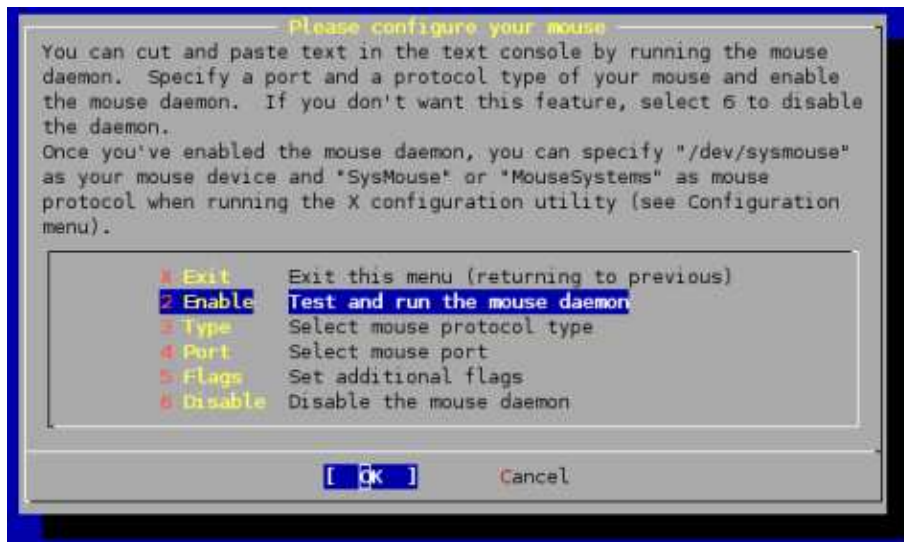 Please configure your mouse
You can cut and paste text in the text console by running the mouse
daemon.  Specify a port and a protocol type of your mouse and enable
the mouse daemon.  If you don't want this feature, select 6 to disable
the daemon.
Once you've enabled the mouse daemon, you can specify "/dev/sysmouse"
as your mouse device and "SysMouse" or "MouseSystems" as mouse
protocol when running the X configuration utility (see Configuration
menu).
X Exit Exit this menu (returning to previous)
2 Enable Test and run the mouse daemon
3 Type Select mouse protocol type
4 Port Select mouse port
5 Flags Set additional flags
6 Disable Disable the mouse daemon
[ OK ] Cancel